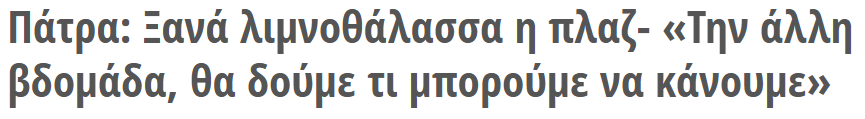 Πάτρα: Ξανά λιμνοθάλασσα η πλαζ- «Την άλλη
βδομάδα, θα δούμε τι μπορούμε να κάνουμε»